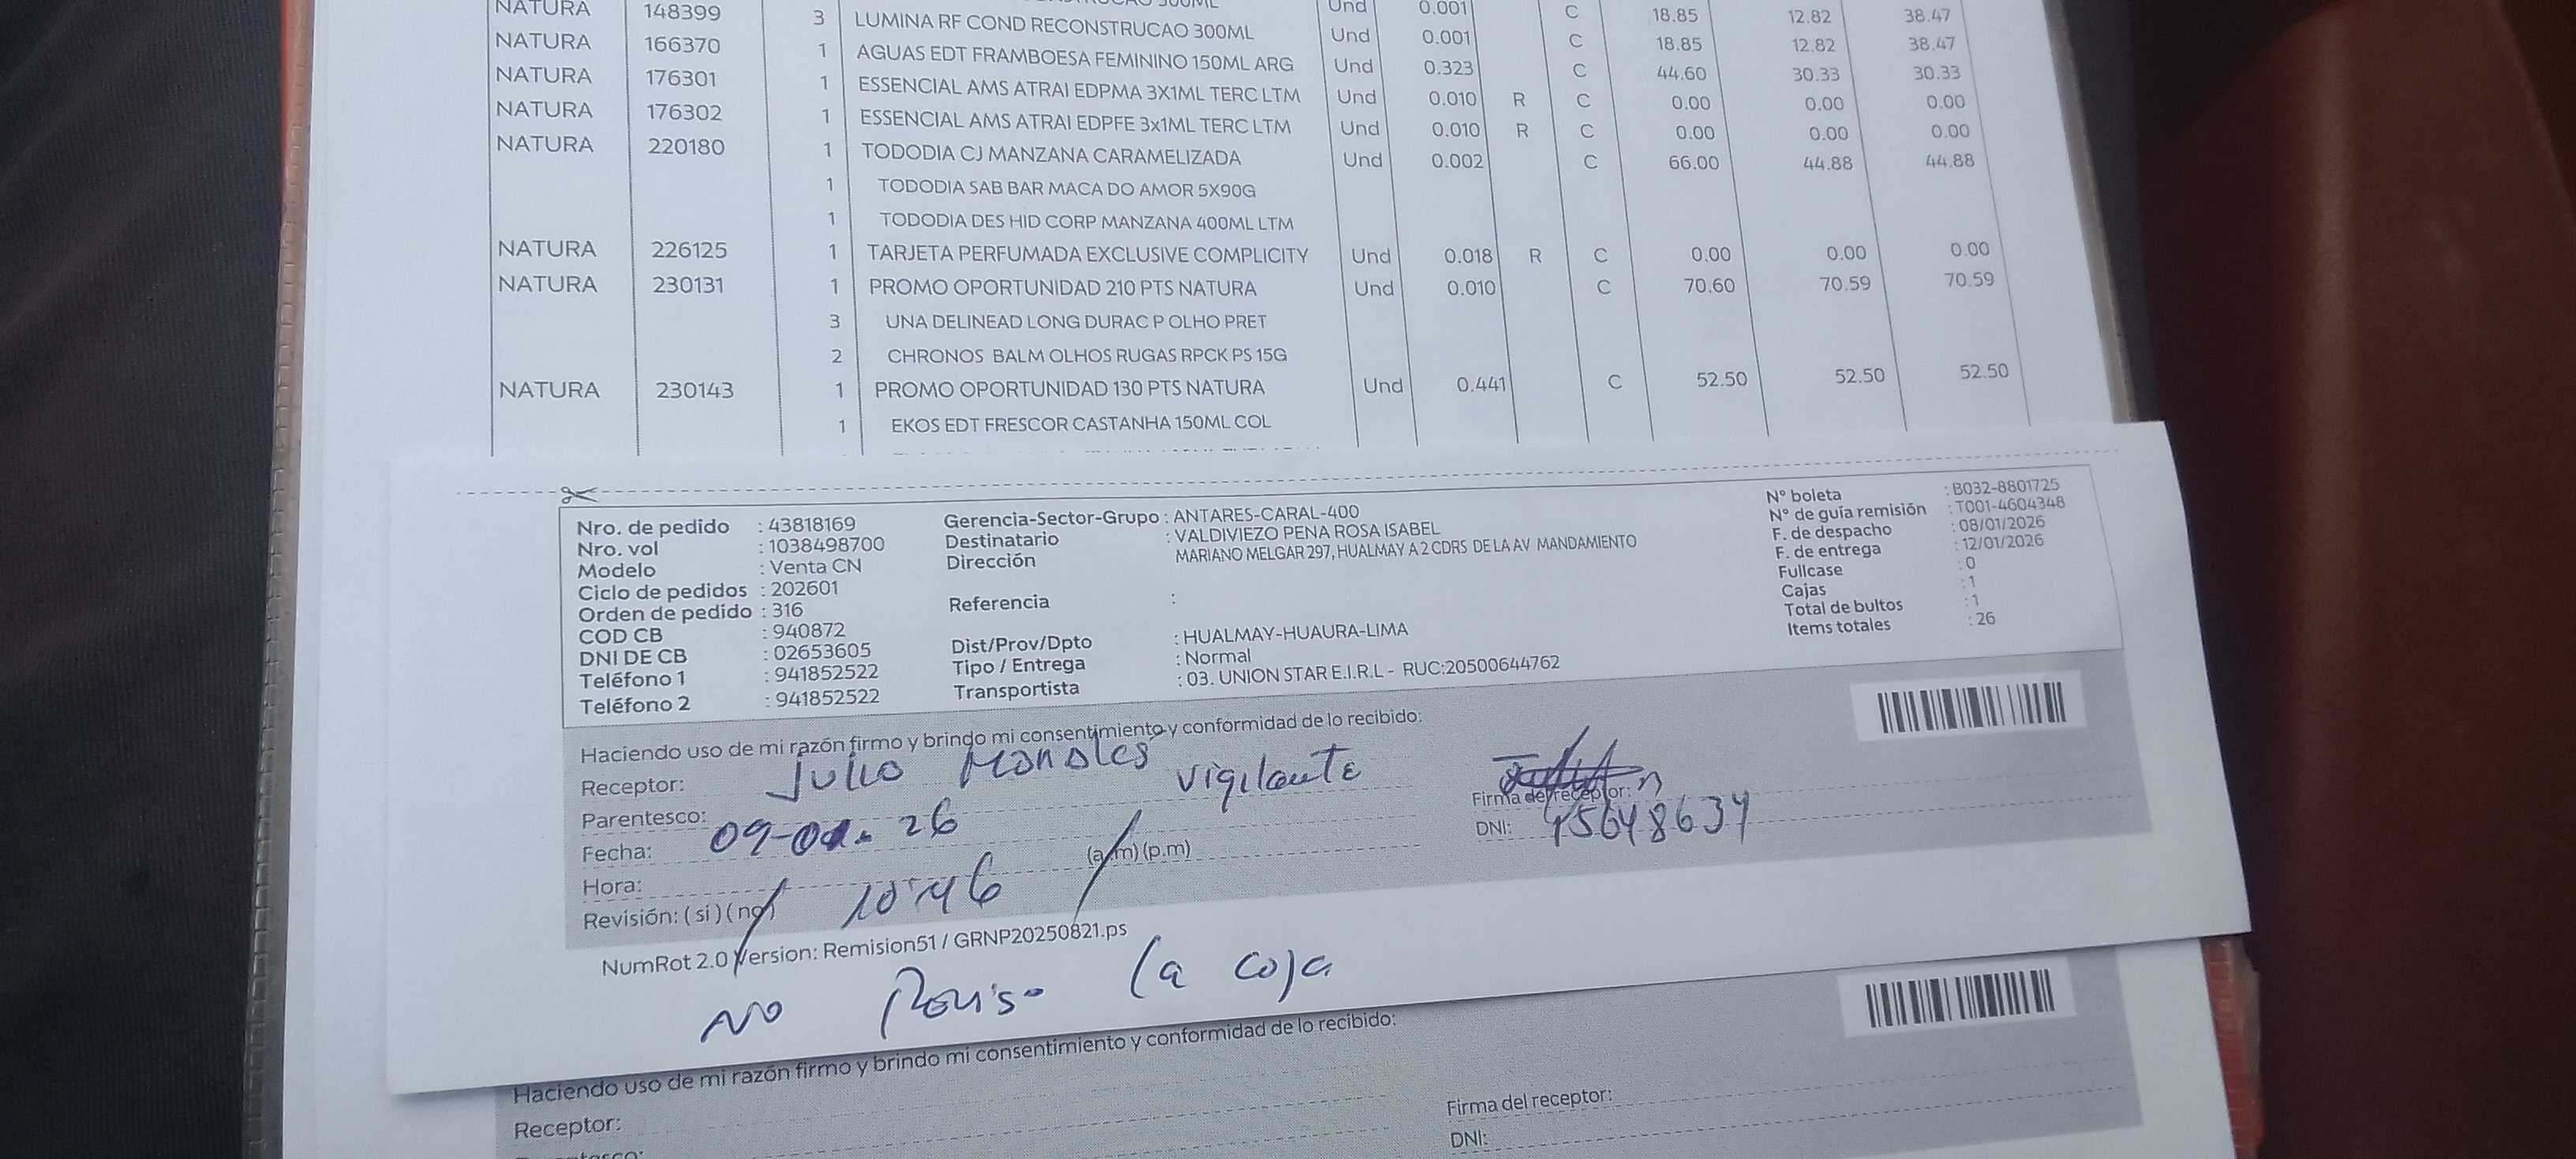 NATURA 148399 3 LUMINA RF COND RECONSTRUCAO 300ML Und 0.001 C 18.85 12.82 38.47
NATURA 166370 1 AGUAS EDT FRAMBOESA FEMININO 150ML ARG Und 0.323 C 44.60 30.33 30.33
NATURA 176301 1 ESSENCIAL AMS ATRAI EDPMA 3X1ML TERC LTM Und 0.010 R C 0.00 0.00 0.00
NATURA 176302 1 ESSENCIAL AMS ATRAI EDPFE 3x1ML TERC LTM Und 0.010 R C 0.00 0.00 0.00
NATURA 220180 1 TODODIA CJ MANZANA CARAMELIZADA Und 0.002 C 66.00 44.88 44.88
1 TODODIA SAB BAR MACA DO AMOR 5X90G
1 TODODIA DES HID CORP MANZANA 400ML LTM
NATURA 226125 1 TARJETA PERFUMADA EXCLUSIVE COMPLICITY Und 0.018 R C 0.00 0.00 0.00
NATURA 230131 1 PROMO OPORTUNIDAD 210 PTS NATURA Und 0.010 C 70.60 70.59 70.59
3 UNA DELINEAD LONG DURAC P OLHO PRET
2 CHRONOS BALM OLHOS RUGAS RPCK PS 15G
NATURA 230143 1 PROMO OPORTUNIDAD 130 PTS NATURA Und 0.441 C 52.50 52.50 52.50
1 EKOS EDT FRESCOR CASTANHA 150ML COL
Nro. de pedido : 43818169 Gerencia-Sector-Grupo : ANTARES-CARAL-400 N° boleta : B032-8801725
Nro. vol : 1038498700 Destinatario : VALDIVIEZO PENA ROSA ISABEL N° de guía remisión : T001-4604348
Modelo : Venta CN Dirección MARIANO MELGAR 297, HUALMAY A 2 CDRS DE LA AV MANDAMIENTO F. de despacho : 08/01/2026
Ciclo de pedidos : 202601 F. de entrega : 12/01/2026
Orden de pedido : 316 Referencia : Fullcase : 0
COD CB : 940872 Cajas : 1
DNI DE CB : 02653605 Dist/Prov/Dpto : HUALMAY-HUAURA-LIMA Total de bultos : 1
Teléfono 1 : 941852522 Tipo / Entrega : Normal Items totales : 26
Teléfono 2 : 941852522 Transportista : 03. UNION STAR E.I.R.L - RUC:20500644762
Haciendo uso de mi razón firmo y brindo mi consentimiento y conformidad de lo recibido:
Receptor: Julio Morales
Parentesco: vigilante Firma del receptor:
Fecha: 09-01-26 DNI: 45648634
Hora: 10:46 (a.m) (p.m)
Revisión: (si) (no)
NumRot 2.0 Version: Remision51 / GRNP20250821.ps
NO Reviso la caja
Haciendo uso de mi razón firmo y brindo mi consentimiento y conformidad de lo recibido:
Receptor: Firma del receptor:
DNI: